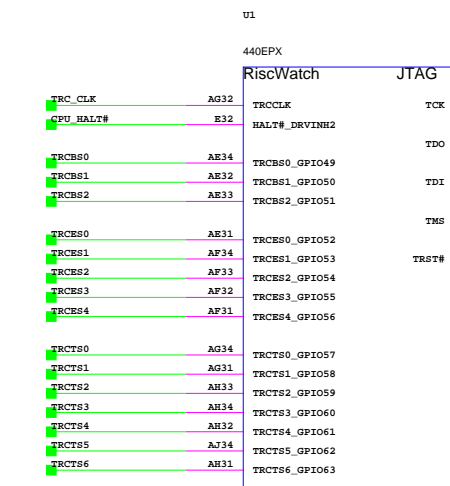 U1
440EPX
RiscWatch JTAG
TRC_CLK AG32 TRCCLK TCK
CPU_HALT# E32 HALT#_DRVINH2
TDO
TRCBS0 AE34 TRCBS0_GPIO49
TRCBS1 AE32 TRCBS1_GPIO50 TDI
TRCBS2 AE33 TRCBS2_GPIO51
TMS
TRCES0 AE31 TRCES0_GPIO52
TRCES1 AF34 TRCES1_GPIO53 TRST#
TRCES2 AF33 TRCES2_GPIO54
TRCES3 AF32 TRCES3_GPIO55
TRCES4 AF31 TRCES4_GPIO56
TRCTS0 AG34 TRCTS0_GPIO57
TRCTS1 AG31 TRCTS1_GPIO58
TRCTS2 AH33 TRCTS2_GPIO59
TRCTS3 AH34 TRCTS3_GPIO60
TRCTS4 AH32 TRCTS4_GPIO61
TRCTS5 AJ34 TRCTS5_GPIO62
TRCTS6 AH31 TRCTS6_GPIO63